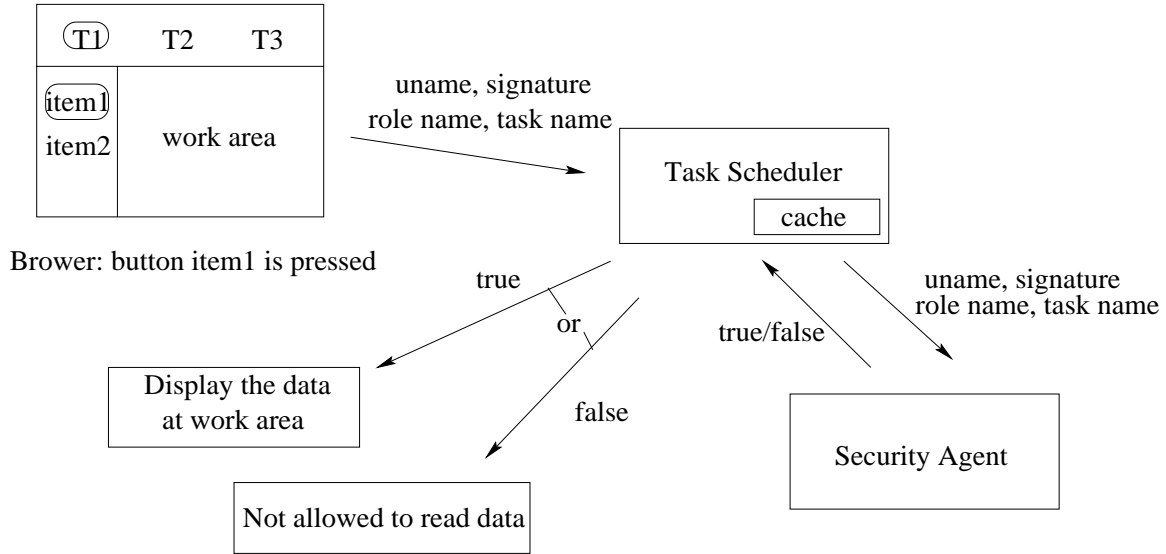 T1 T2 T3
item1
item2
work area
Brower: button item1 is pressed
uname, signature
role name, task name
Task Scheduler
cache
uname, signature
role name, task name
true/false
Security Agent
true
or
false
Display the data
at work area
Not allowed to read data